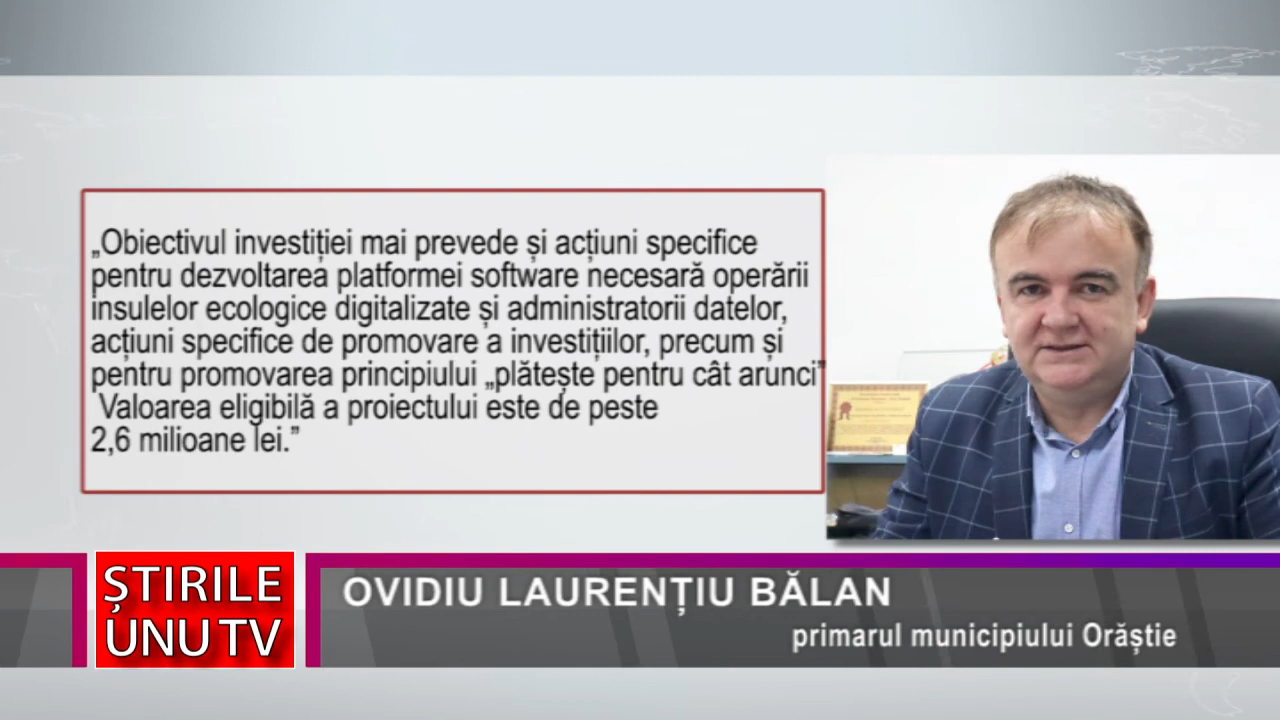 „Obiectivul investiției mai prevede și acțiuni specifice
pentru dezvoltarea platformei software necesară operării
insulelor ecologice digitalizate și administratorii datelor,
acțiuni specifice de promovare a investițiilor, precum și
pentru promovarea principiului „plătește pentru cât arunci”
Valoarea eligibilă a proiectului este de peste
2,6 milioane lei.”
ȘTIRILE
UNU TV
OVIDIU LAURENȚIU BĂLAN
primarul municipiului Orăștie